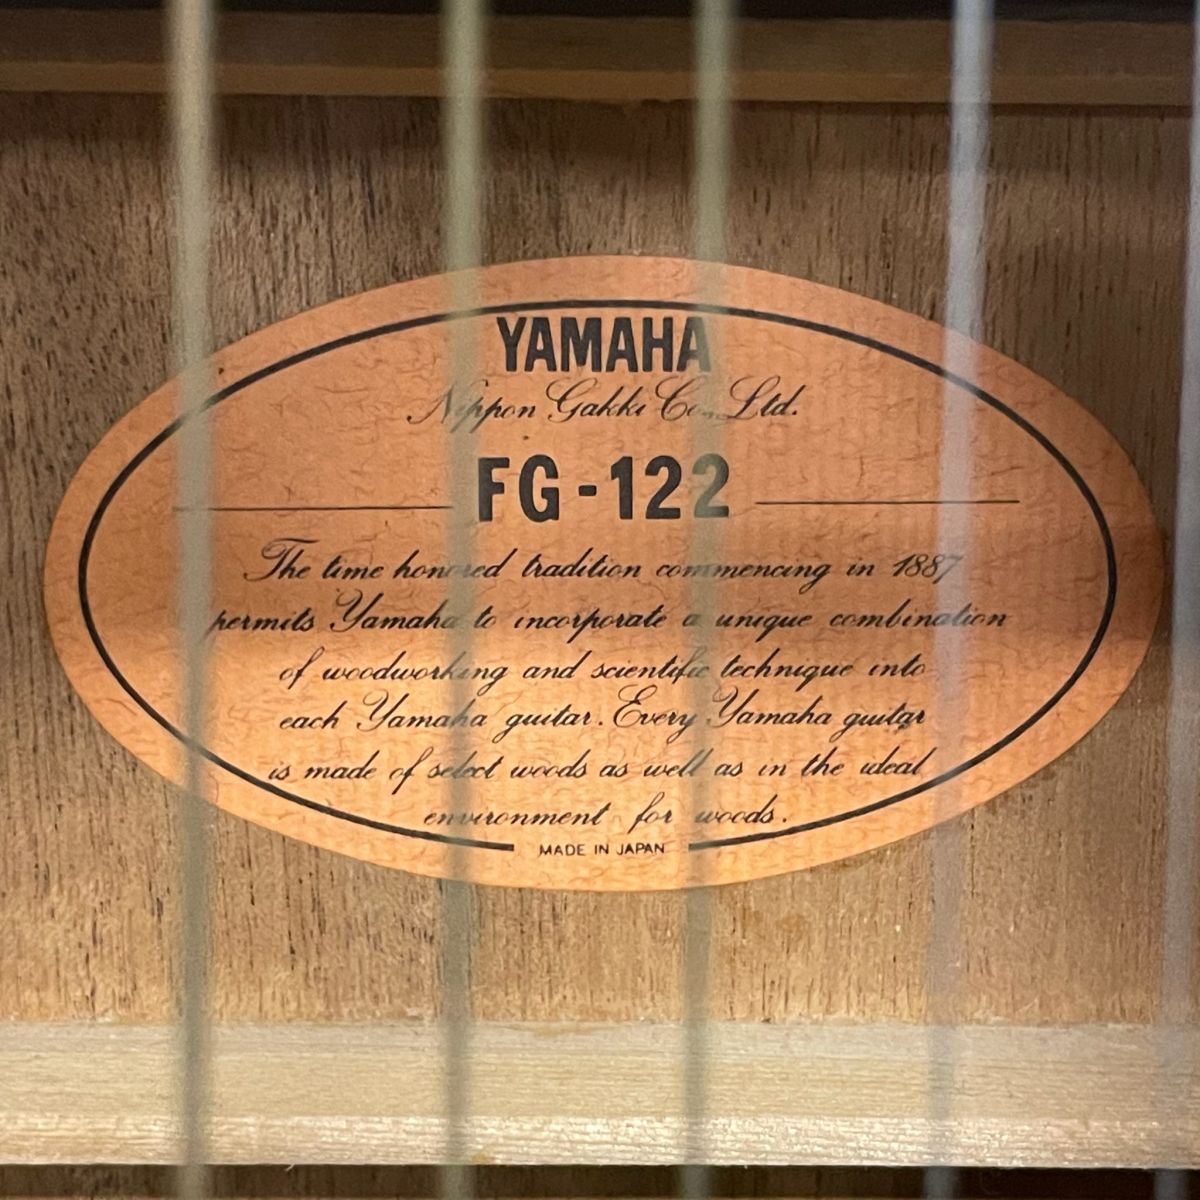 YAMAHA
Nippon Gakki Co., Ltd.
FG-122
The time honored tradition commencing in 1887
permits Yamaha to incorporate a unique combination
of woodworking and scientific technique into
each Yamaha guitar. Every Yamaha guitar
is made of select woods as well as in the ideal
environment for woods.
MADE IN JAPAN